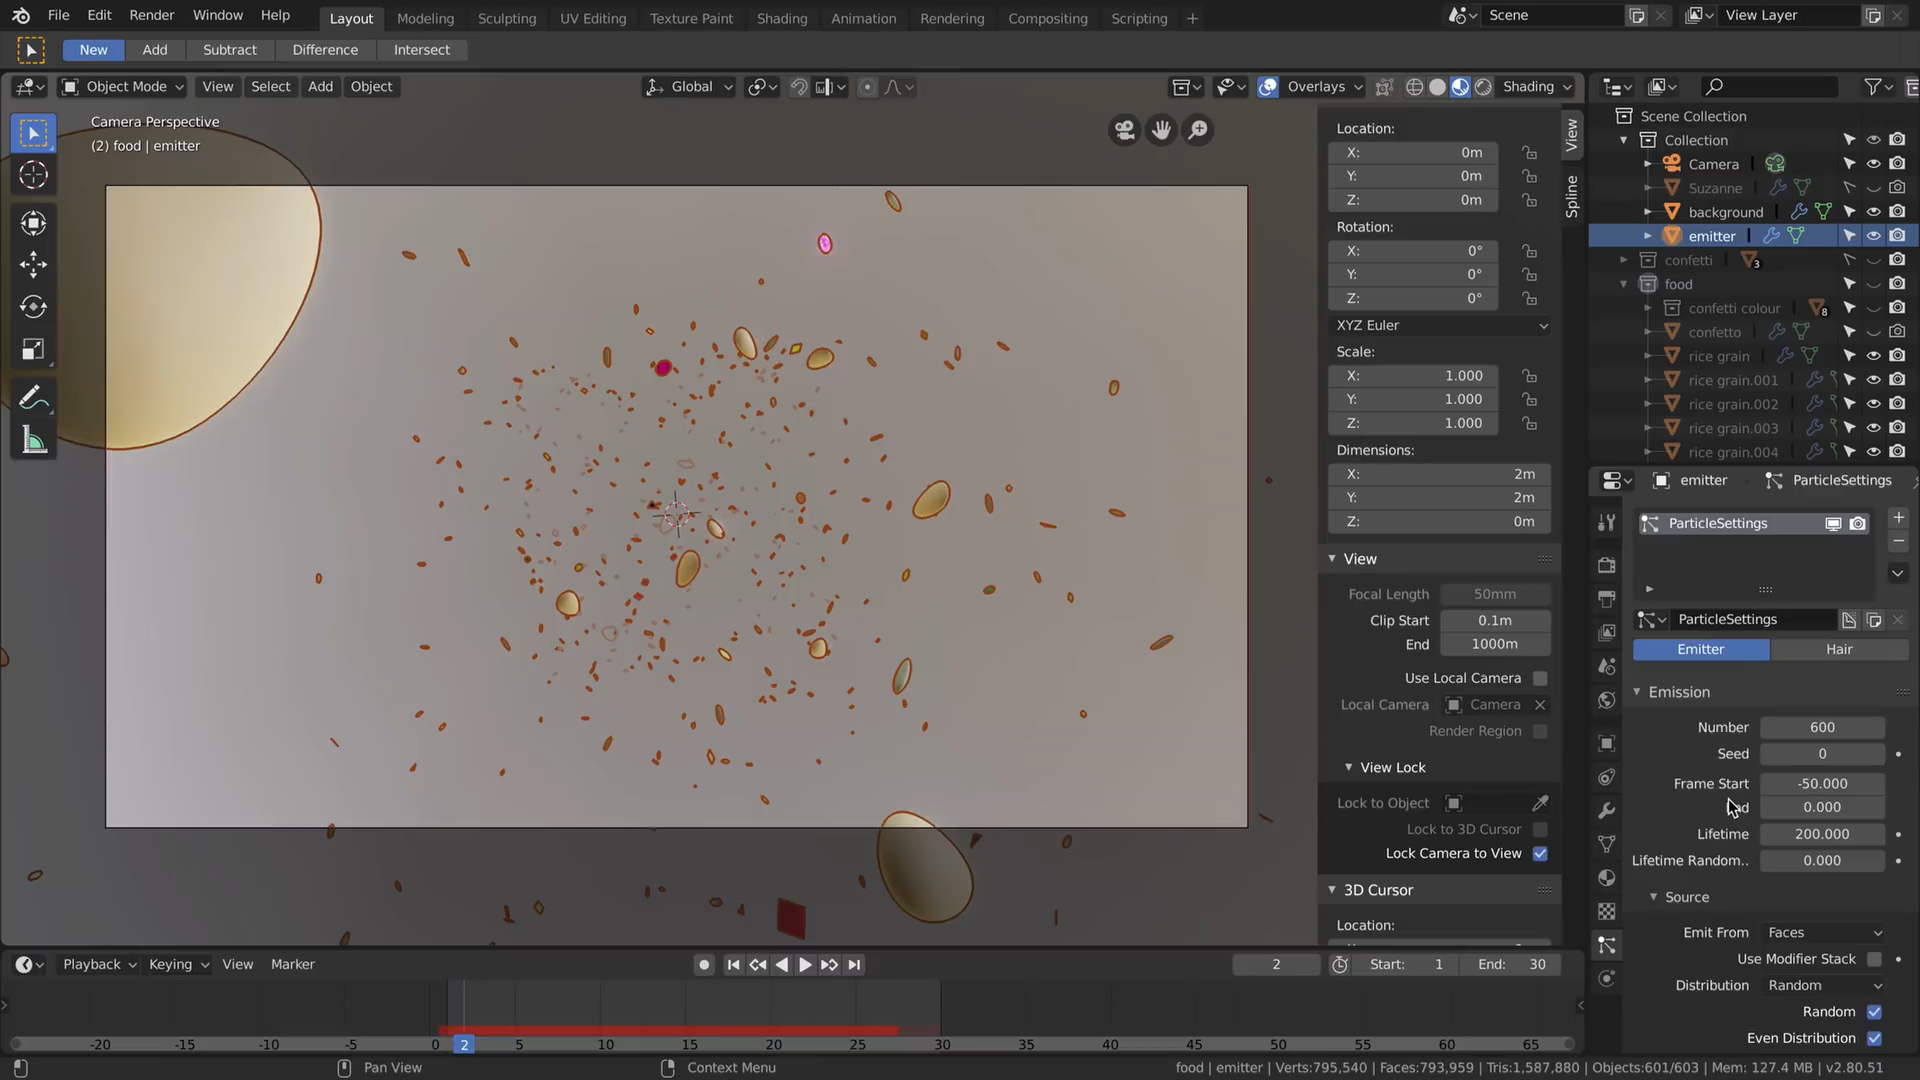 File Edit Render Window Help Layout Modeling Sculpting UV Editing Texture Paint Shading Animation Rendering Compositing Scripting + Scene View Layer
New Add Subtract Difference Intersect
Object Mode View Select Add Object Global Overlays Shading
Camera Perspective
(2) food | emitter
Location:
X: 0m
Y: 0m
Z: 0m
Rotation:
X: 0°
Y: 0°
Z: 0°
XYZ Euler
Scale:
X: 1.000
Y: 1.000
Z: 1.000
Dimensions:
X: 2m
Y: 2m
Z: 0m
View
Focal Length 50mm
Clip Start 0.1m
End 1000m
Use Local Camera
Local Camera Camera
Render Region
View Lock
Lock to Object
Lock to 3D Cursor
Lock Camera to View
3D Cursor
Location:
View
Spline
Scene Collection
Collection
Camera
Suzanne
background
emitter
confetti 3
food
confetti colour 8
confetto
rice grain
rice grain.001
rice grain.002
rice grain.003
rice grain.004
emitter ParticleSettings
ParticleSettings
ParticleSettings
Emitter Hair
Emission
Number 600
Seed 0
Frame Start -50.000
0.000
Lifetime 200.000
Lifetime Random.. 0.000
Source
Emit From Faces
Use Modifier Stack
Distribution Random
Random
Even Distribution
Playback Keying View Marker 2 Start: 1 End: 30
-20 -15 -10 -5 0 2 5 10 15 20 25 30 35 40 45 50 55 60 65
Pan View Context Menu food | emitter | Verts:795,540 | Faces:793,959 | Tris:1,587,880 | Objects:601/603 | Mem: 127.4 MB | v2.80.51